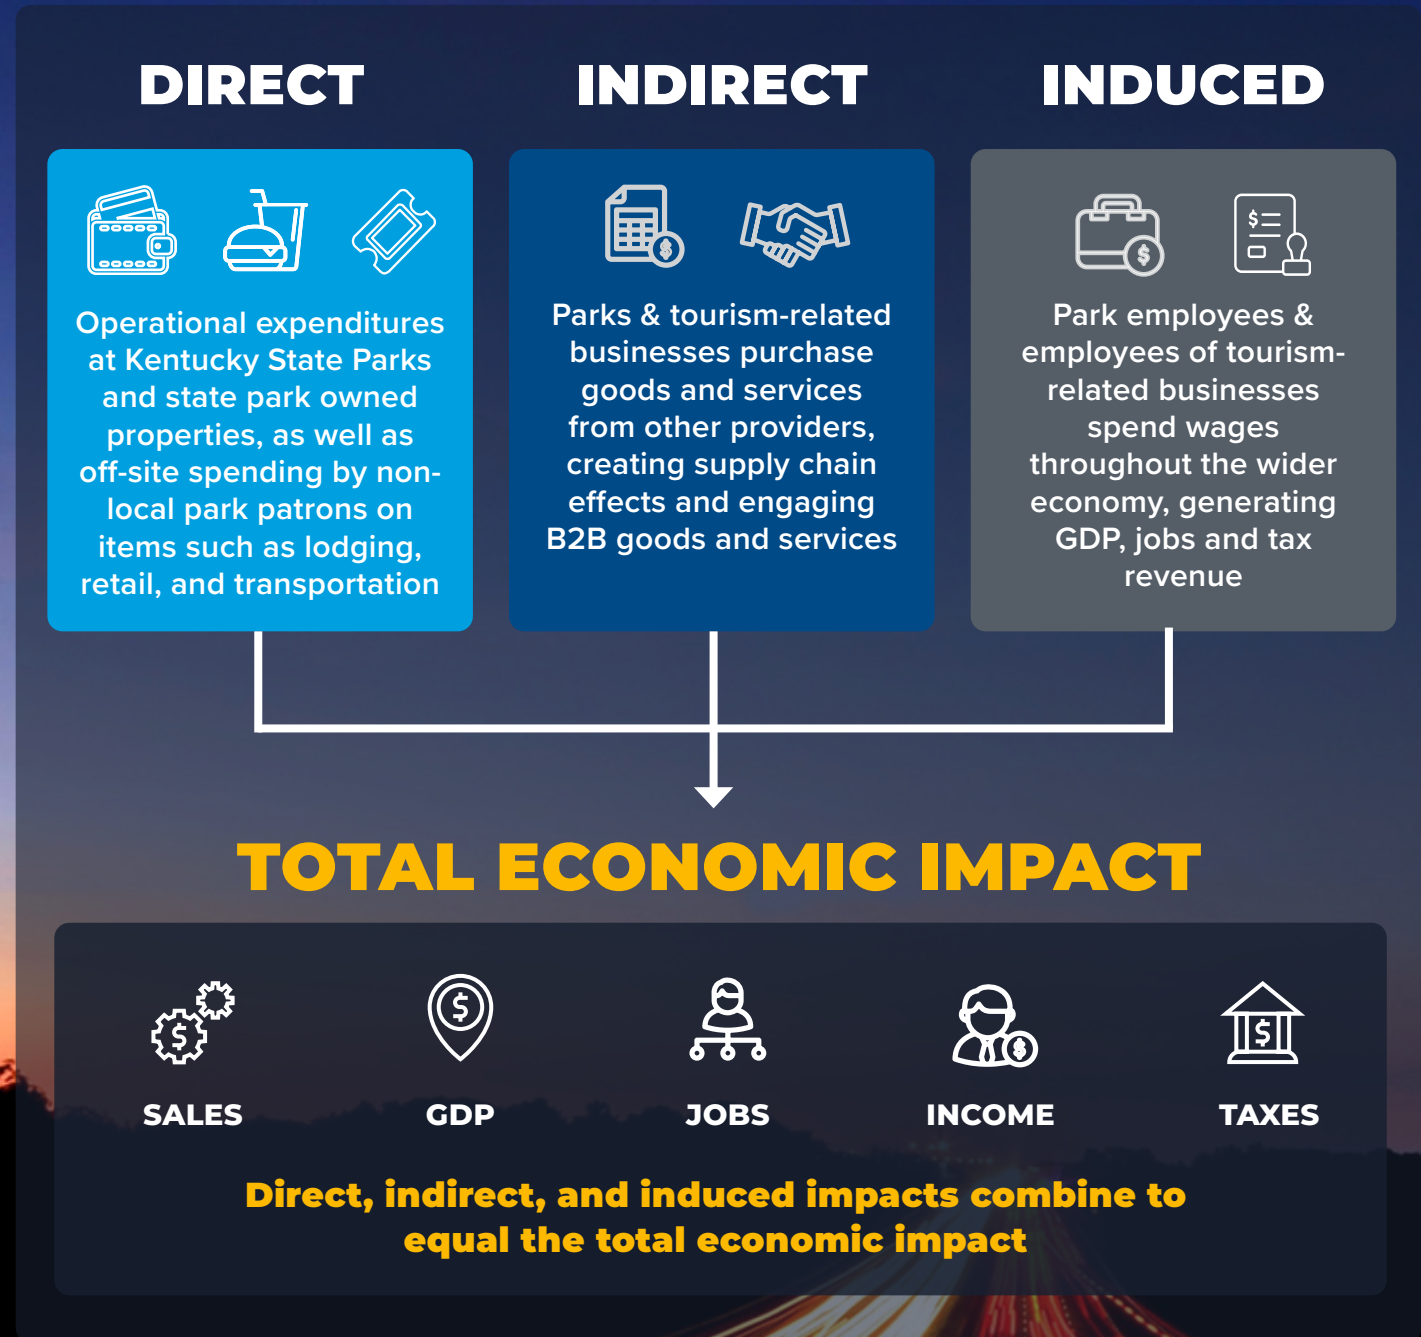 DIRECT
INDIRECT
INDUCED
Operational expenditures
at Kentucky State Parks
and state park owned
properties, as well as
off-site spending by non-
local park patrons on
items such as lodging,
retail, and transportation
Parks & tourism-related
businesses purchase
goods and services
from other providers,
creating supply chain
effects and engaging
B2B goods and services
Park employees &
employees of tourism-
related businesses
spend wages
throughout the wider
economy, generating
GDP, jobs and tax
revenue
TOTAL ECONOMIC IMPACT
SALES
GDP
JOBS
INCOME
TAXES
Direct, indirect, and induced impacts combine to
equal the total economic impact